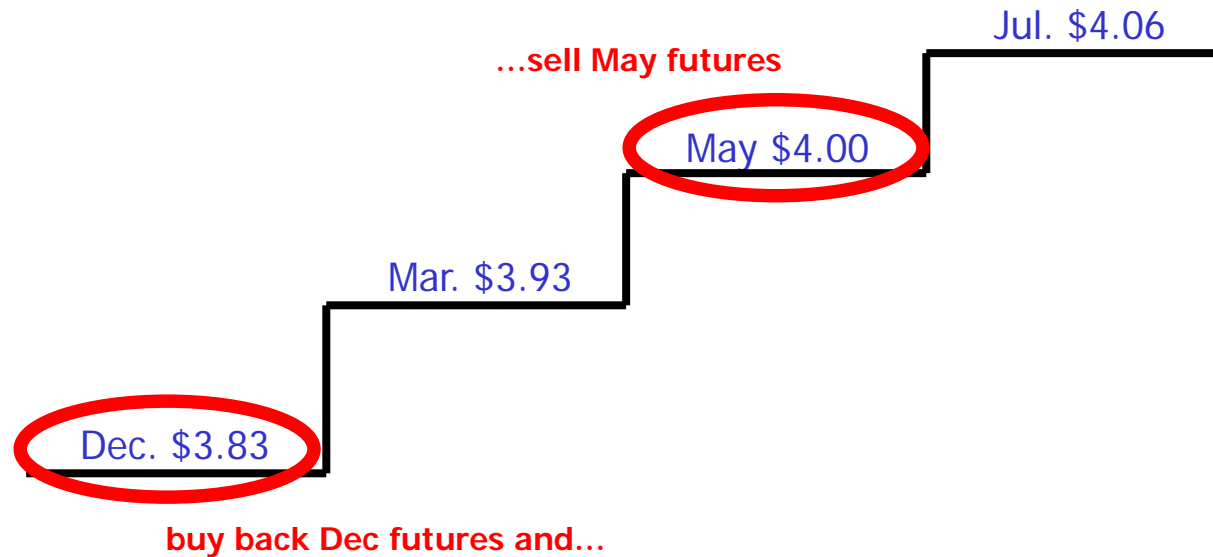 Jul. $4.06
...sell May futures
May $4.00
Mar. $3.93
Dec. $3.83
buy back Dec futures and...